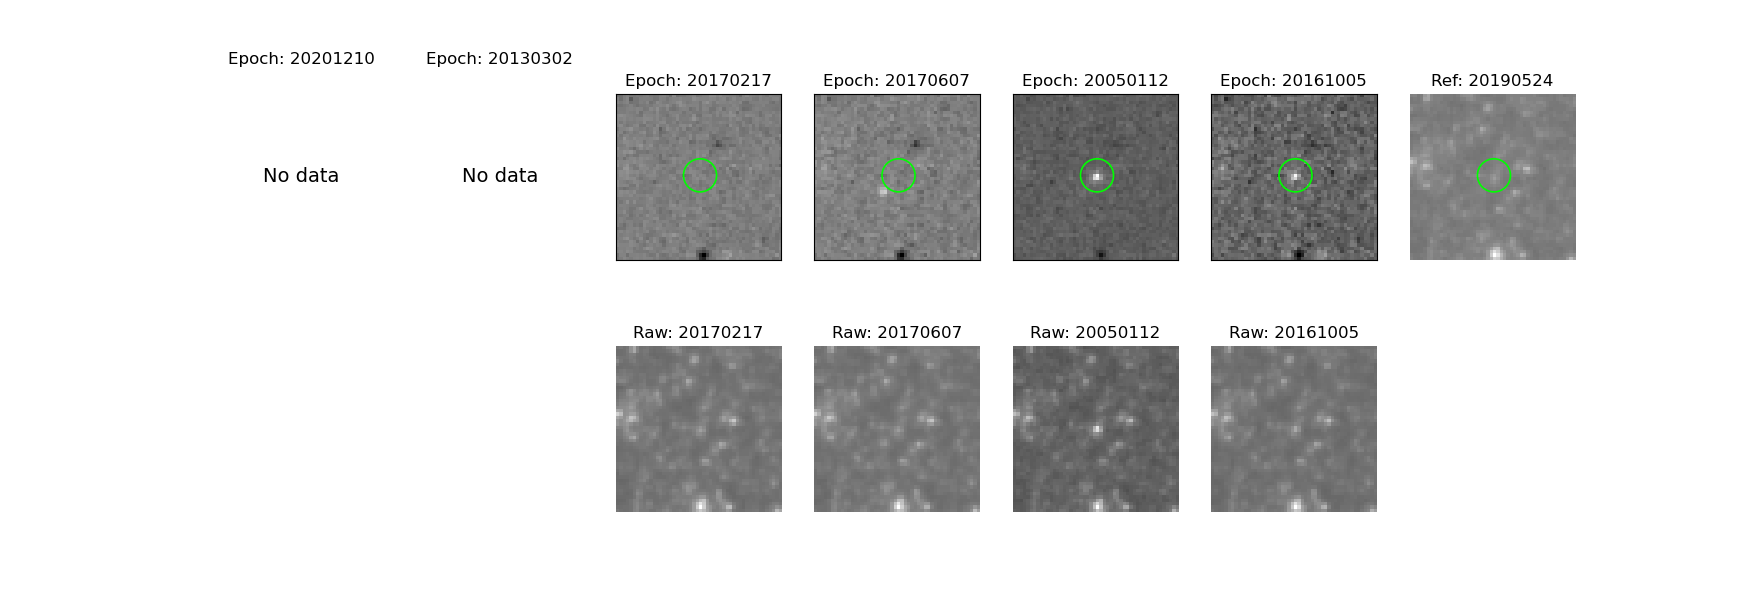 Epoch: 20201210
Epoch: 20130302
Epoch: 20170217
Epoch: 20170607
Epoch: 20050112
Epoch: 20161005
Ref: 20190524
No data
No data
Raw: 20170217
Raw: 20170607
Raw: 20050112
Raw: 20161005